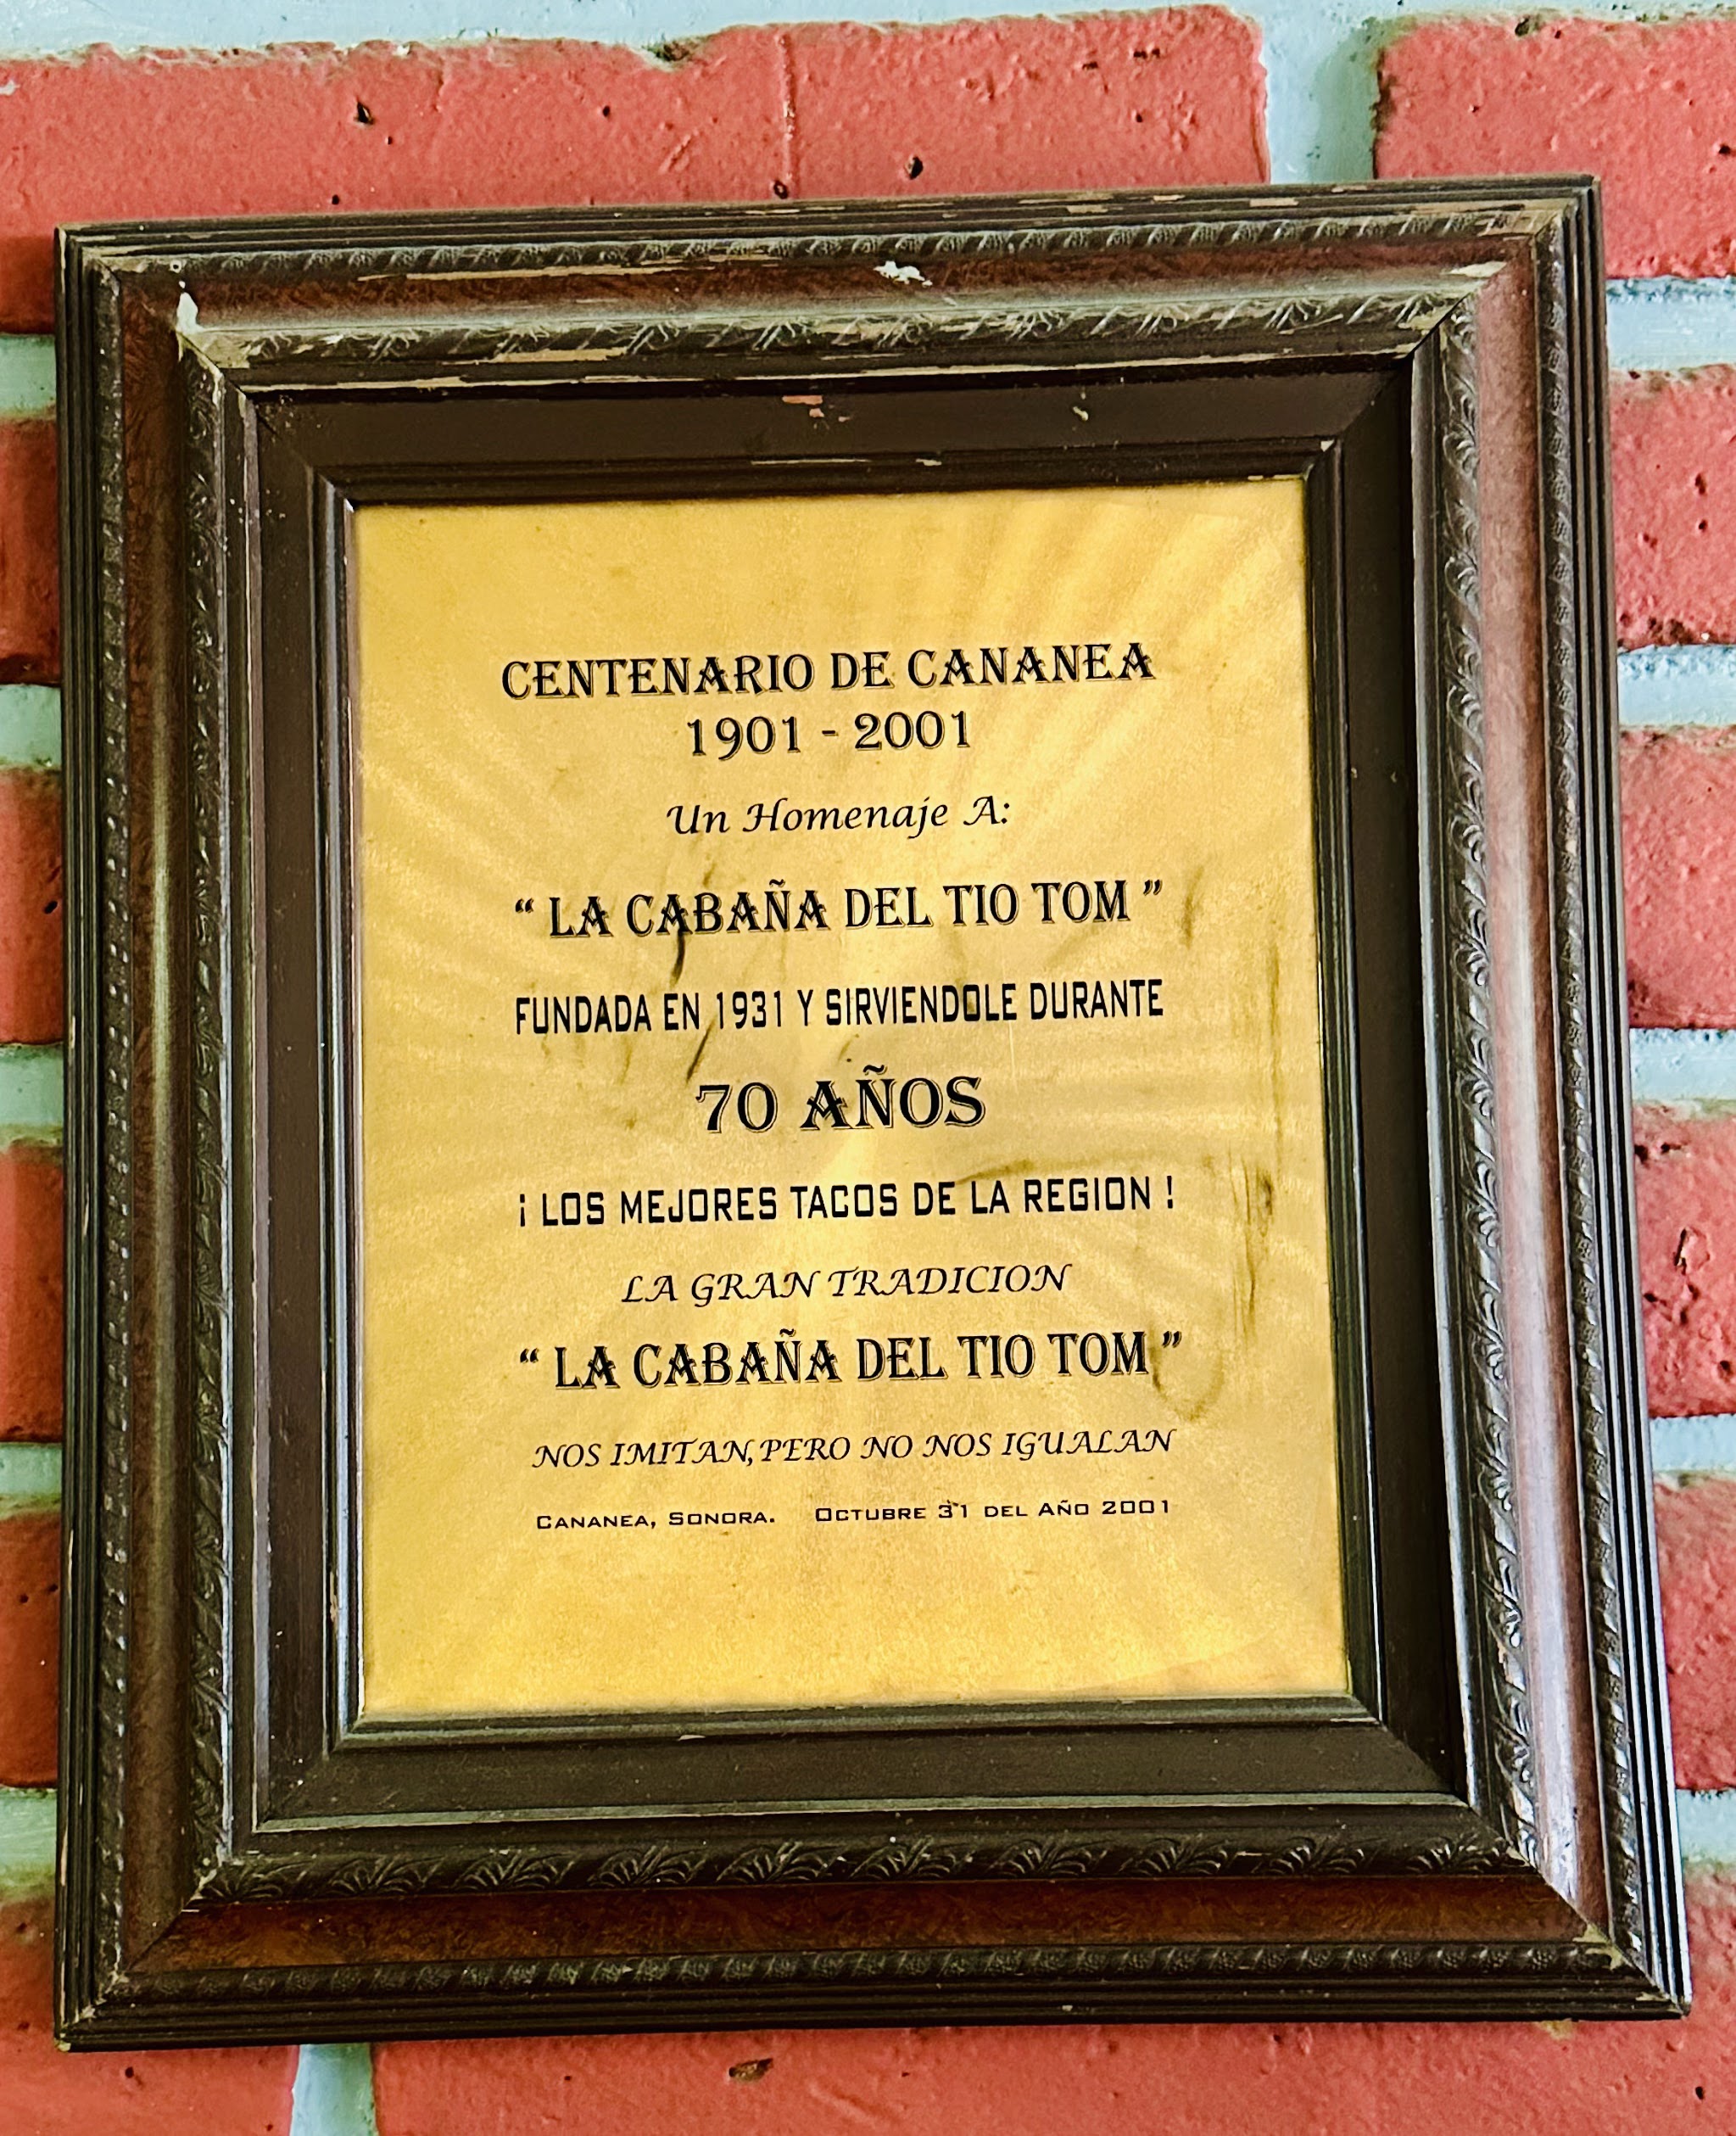 CENTENARIO DE CANANEA
1901 - 2001
Un Homenaje A:
“ LA CABAÑA DEL TIO TOM ”
FUNDADA EN 1931 Y SIRVIENDOLE DURANTE
70 AÑOS
¡ LOS MEJORES TACOS DE LA REGION !
LA GRAN TRADICION
“ LA CABAÑA DEL TIO TOM ”
NOS IMITAN, PERO NO NOS IGUALAN
CANANEA, SONORA. OCTUBRE 31 DEL AÑO 2001